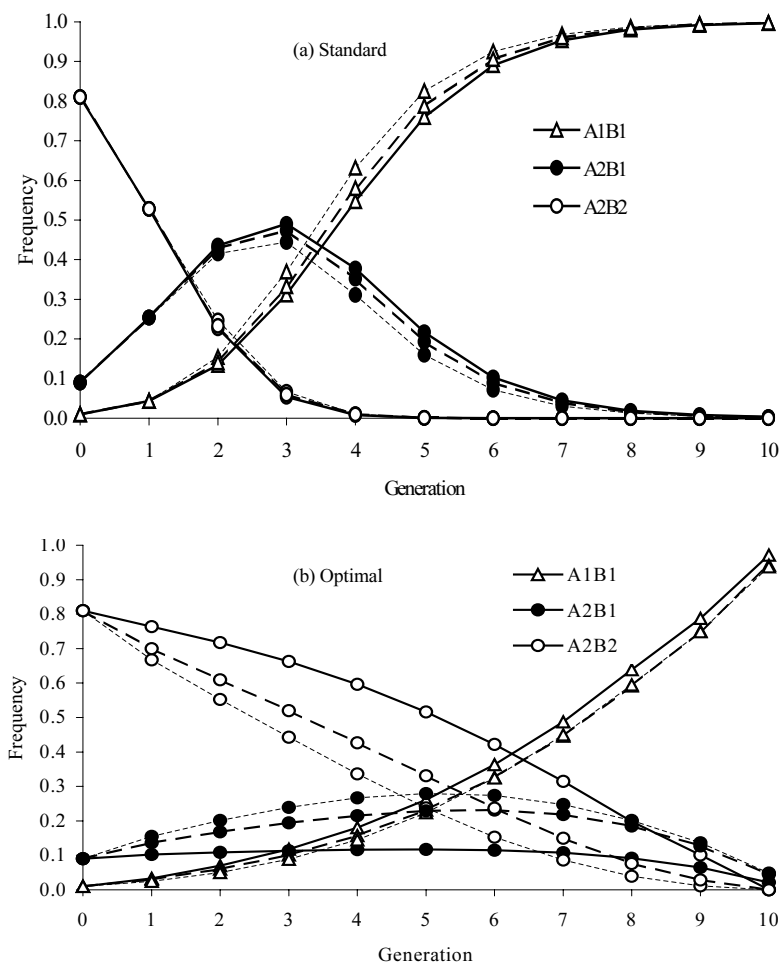 1.0
(a) Standard
0.9
0.8
0.7
A1B1
0.6
A2B1
0.5
A2B2
0.4
0.3
0.2
0.1
0.0
Frequency
0 1 2 3 4 5 6 7 8 9 10
Generation
1.0
(b) Optimal
A1B1
0.9
A2B1
0.8
A2B2
0.7
0.6
0.5
0.4
0.3
0.2
0.1
0.0
Frequency
0 1 2 3 4 5 6 7 8 9 10
Generation